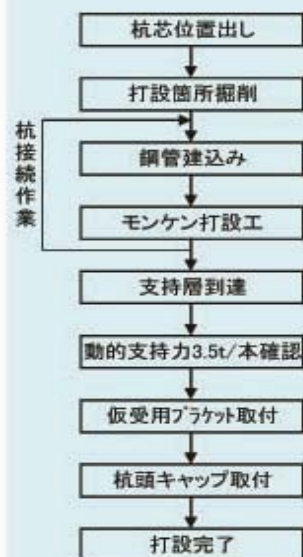 杭芯位置出し
打設箇所掘削
杭接続作業
鋼管建込み
モンケン打設工
支持層到達
動的支持力3.5t/本確認
仮受用ブラケット取付
杭頭キャップ取付
打設完了